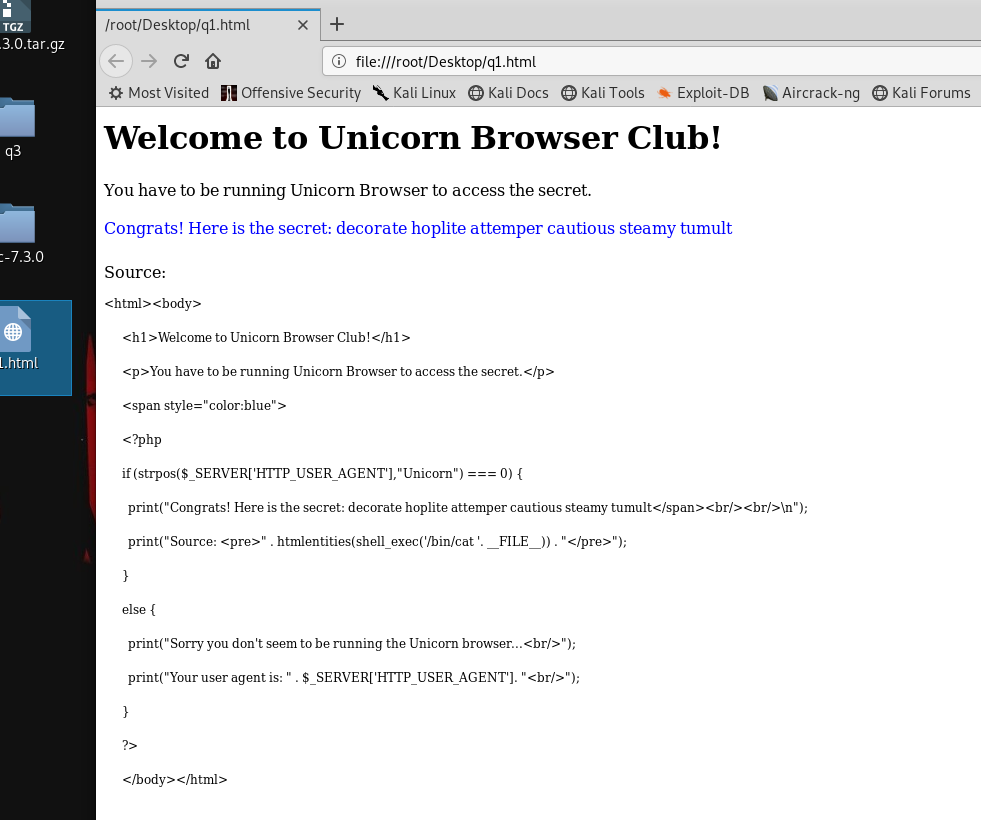 TGZ
.3.0.tar.gz
q3
c-7.3.0
1.html
/root/Desktop/q1.html
file:///root/Desktop/q1.html
Most Visited Offensive Security Kali Linux Kali Docs Kali Tools Exploit-DB Aircrack-ng Kali Forums
Welcome to Unicorn Browser Club!
You have to be running Unicorn Browser to access the secret.
Congrats! Here is the secret: decorate hoplite attemper cautious steamy tumult
Source:
<html><body>
<h1>Welcome to Unicorn Browser Club!</h1>
<p>You have to be running Unicorn Browser to access the secret.</p>
<span style="color:blue">
<?php
if (strpos($_SERVER['HTTP_USER_AGENT'],"Unicorn") === 0) {
print("Congrats! Here is the secret: decorate hoplite attemper cautious steamy tumult</span><br/><br/>\n");
print("Source: <pre>" . htmlentities(shell_exec('/bin/cat '. __FILE__)) . "</pre>");
}
else {
print("Sorry you don't seem to be running the Unicorn browser...<br/>");
print("Your user agent is: " . $_SERVER['HTTP_USER_AGENT']. "<br/>");
}
?>
</body></html>